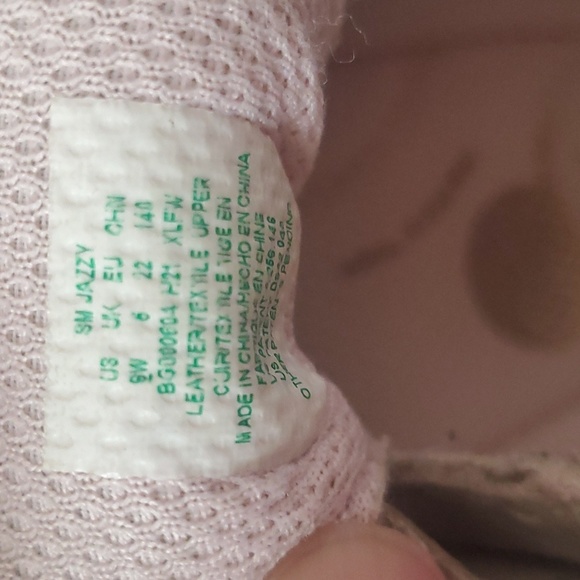 SM JAZZY
US UK EU CHN
6W 6 22 140
BG000604 H21 XLFW
LEATHER/TEXTILE UPPER
CUIR/TEXTILE TIGE EN
MADE IN CHINA/HECHO EN CHINA
FABRIQUE EN CHINE